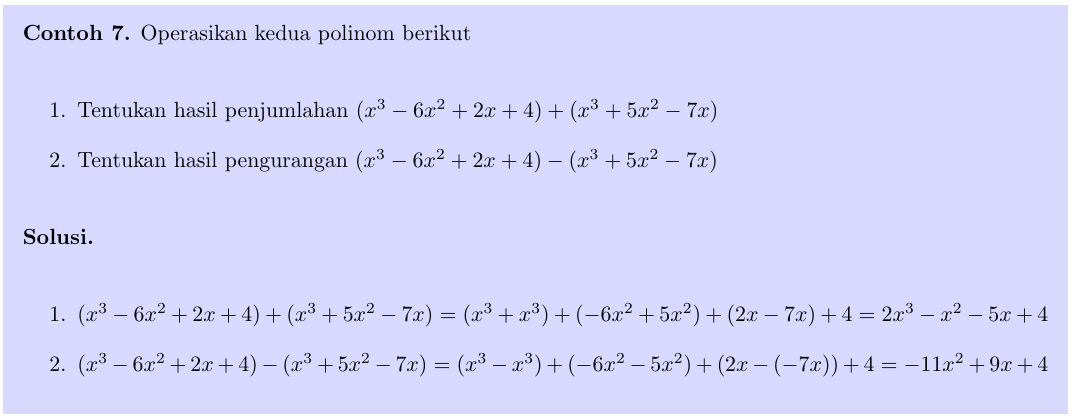 Contoh 7. Operasikan kedua polinom berikut
1. Tentukan hasil penjumlahan (x³ − 6x² + 2x + 4) + (x³ + 5x² − 7x)
2. Tentukan hasil pengurangan (x³ − 6x² + 2x + 4) − (x³ + 5x² − 7x)
Solusi.
1. (x³ − 6x² + 2x + 4) + (x³ + 5x² − 7x) = (x³ + x³) + (−6x² + 5x²) + (2x − 7x) + 4 = 2x³ − x² − 5x + 4
2. (x³ − 6x² + 2x + 4) − (x³ + 5x² − 7x) = (x³ − x³) + (−6x² − 5x²) + (2x − (−7x)) + 4 = −11x² + 9x + 4